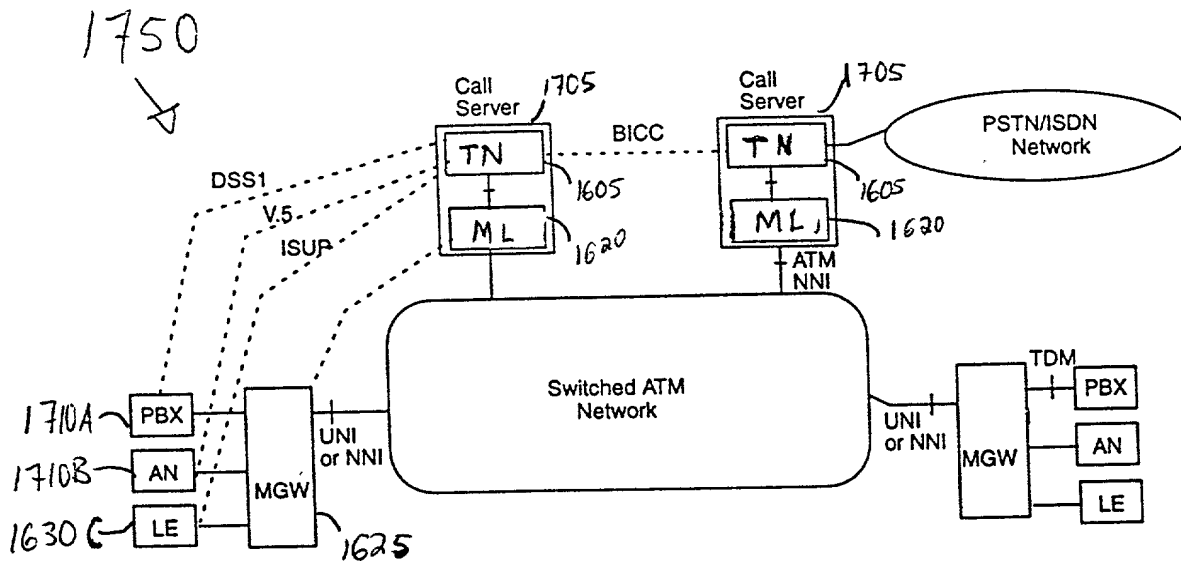 1750
Call
Server
1705
TN
1605
ML
1620
BICC
Call
Server
1705
TN
1605
ML
1620
PSTN/ISDN
Network
DSS1
V.5
ISUP
ATM
NNI
Switched ATM
Network
1710A
PBX
1710B
AN
1630
LE
MGW
1625
UNI
or NNI
UNI
or NNI
MGW
TDM
PBX
AN
LE